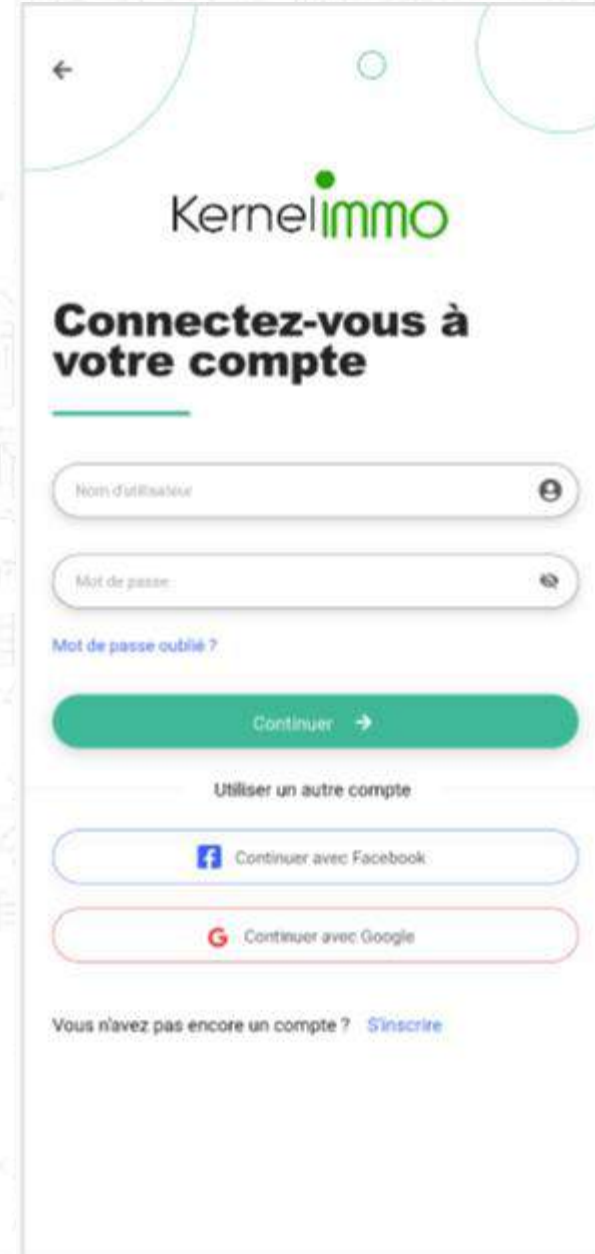 Kernelimmo
Connectez-vous à
votre compte
Nom d'utilisateur
Mot de passe
Mot de passe oublié ?
Continuer
Utiliser un autre compte
Continuer avec Facebook
Continuer avec Google
Vous n'avez pas encore un compte ? S'inscrire